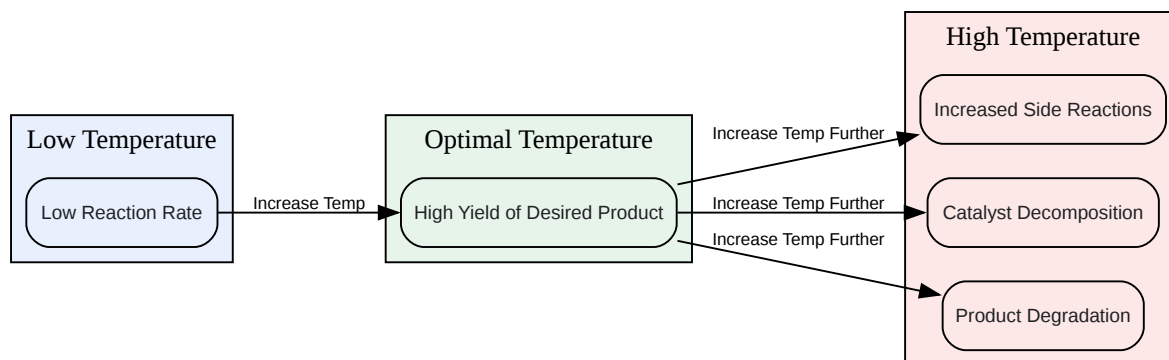 Low Temperature
Low Reaction Rate
Increase Temp
Optimal Temperature
High Yield of Desired Product
Increase Temp Further
Increase Temp Further
Increase Temp Further
High Temperature
Increased Side Reactions
Catalyst Decomposition
Product Degradation